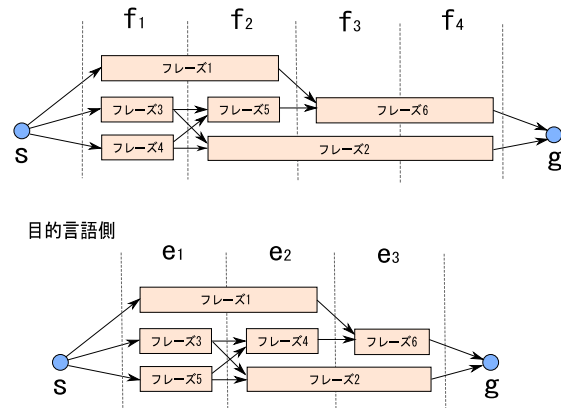 f1 f2 f3 f4
フレーズ1
フレーズ3 フレーズ5 フレーズ6
フレーズ4 フレーズ2
s g
目的言語側
e1 e2 e3
フレーズ1
フレーズ3 フレーズ4 フレーズ6
フレーズ5 フレーズ2
s g